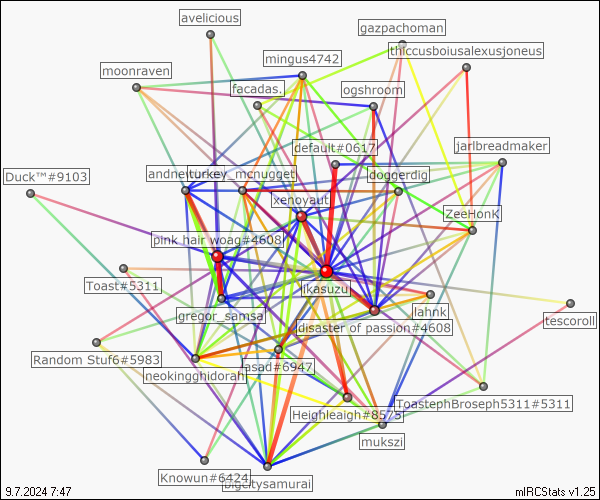 avelicious
gazpachoman
thiccusboiusalexusjoneus
mingus4742
moonraven
facadas.
ogshroom
default#0617
jarlbreadmaker
Duck™#9103
turkey_mcnugget
doggerdig
xenoyaut
ZeeHonK
pink hair woag#4608
Toast#5311
ikasuzu
lahnk
gregor_samsa
disaster of passion#4608
tescoroll
Random Stuf6#5983
asad#6947
neokingghidorah
Heighleaigh#8575
ToastephBroseph5311#5311
mukszi
Knowun#6424
bigcitysamurai
9.7.2024 7:47
mIRCStats v1.25